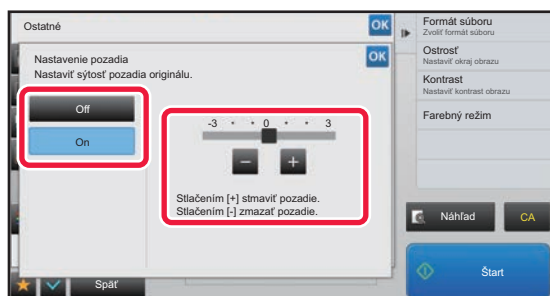 Ostatné
OK
Nastavenie pozadia
Nastaviť sýtosť pozadia originálu.
OK
Off
On
-3 0 3
- +
Stlačením [+] stmaviť pozadie.
Stlačením [-] zmazať pozadie.
Späť
Formát súboru
Zvoliť formát súboru
Ostrosť
Nastaviť okraj obrazu
Kontrast
Nastaviť kontrast obrazu
Farebný režim
Náhľad
CA
Štart